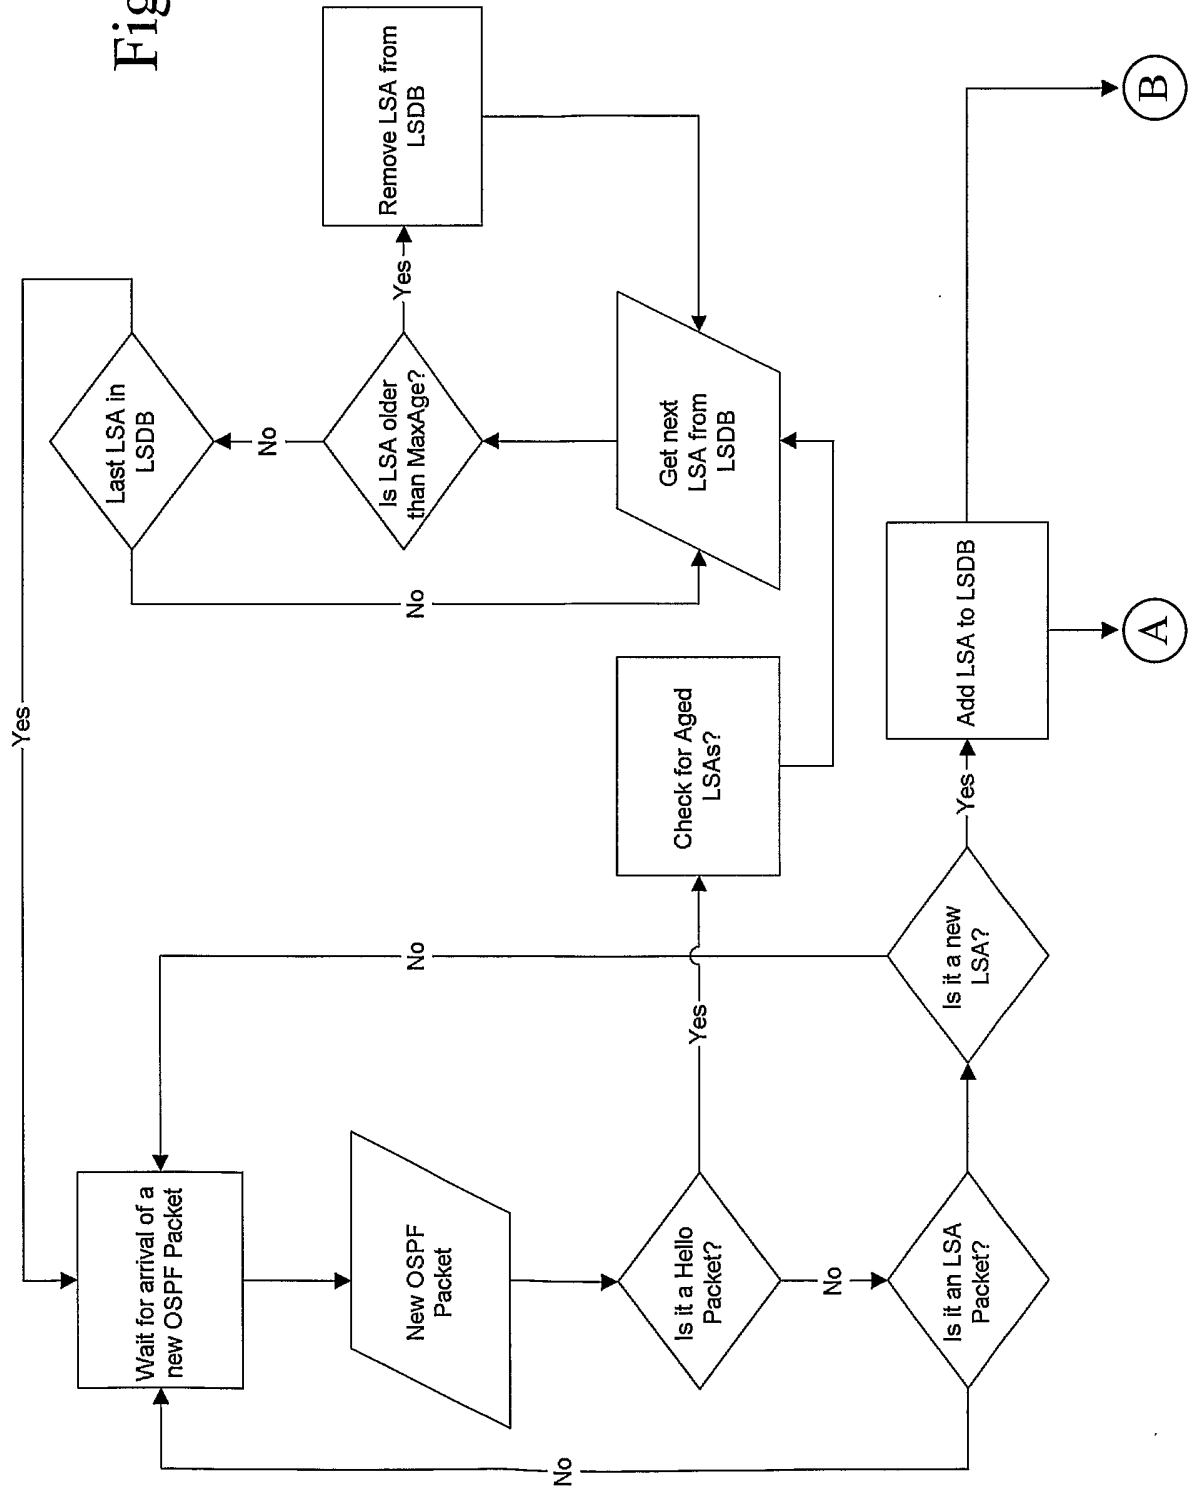 Fig
Yes
Wait for arrival of a
new OSPF Packet
Last LSA in
LSDB
No
No
No
Is LSA older
than MaxAge?
Yes
Remove LSA from
LSDB
New OSPF
Packet
No
Is it a Hello
Packet?
Yes
Check for Aged
LSAs?
Get next
LSA from
LSDB
No
Is it an LSA
Packet?
Is it a new
LSA?
Yes
Add LSA to LSDB
A
B